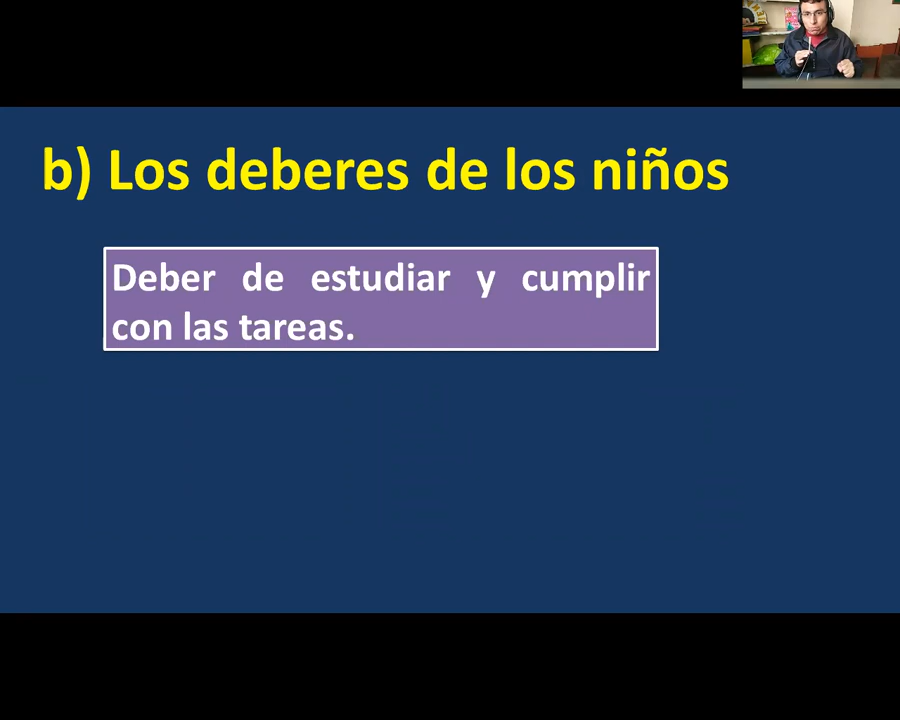 b) Los deberes de los niños
Deber de estudiar y cumplir
con las tareas.